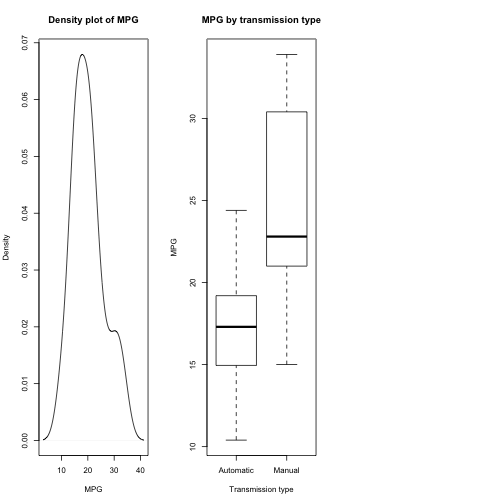 Density plot of MPG
0.00 0.01 0.02 0.03 0.04 0.05 0.06 0.07
Density
10 20 30 40
MPG
MPG by transmission type
10 15 20 25 30
MPG
Automatic Manual
Transmission type